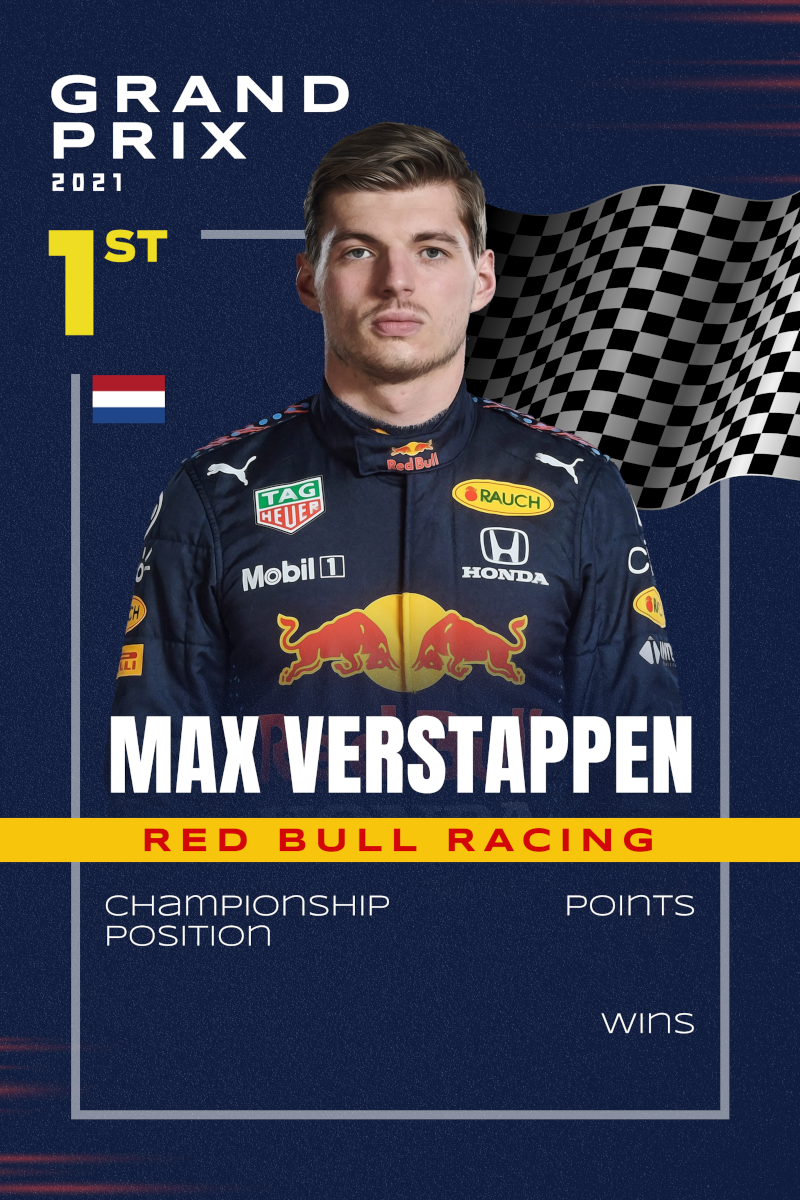 GRAND
PRIX
2021
1ST
Red Bull
TAG
HEUER
RAUCH
Mobil 1
HONDA
MAX VERSTAPPEN
RED BULL RACING
CHAMPIONSHIP
POSITION
POINTS
WINS